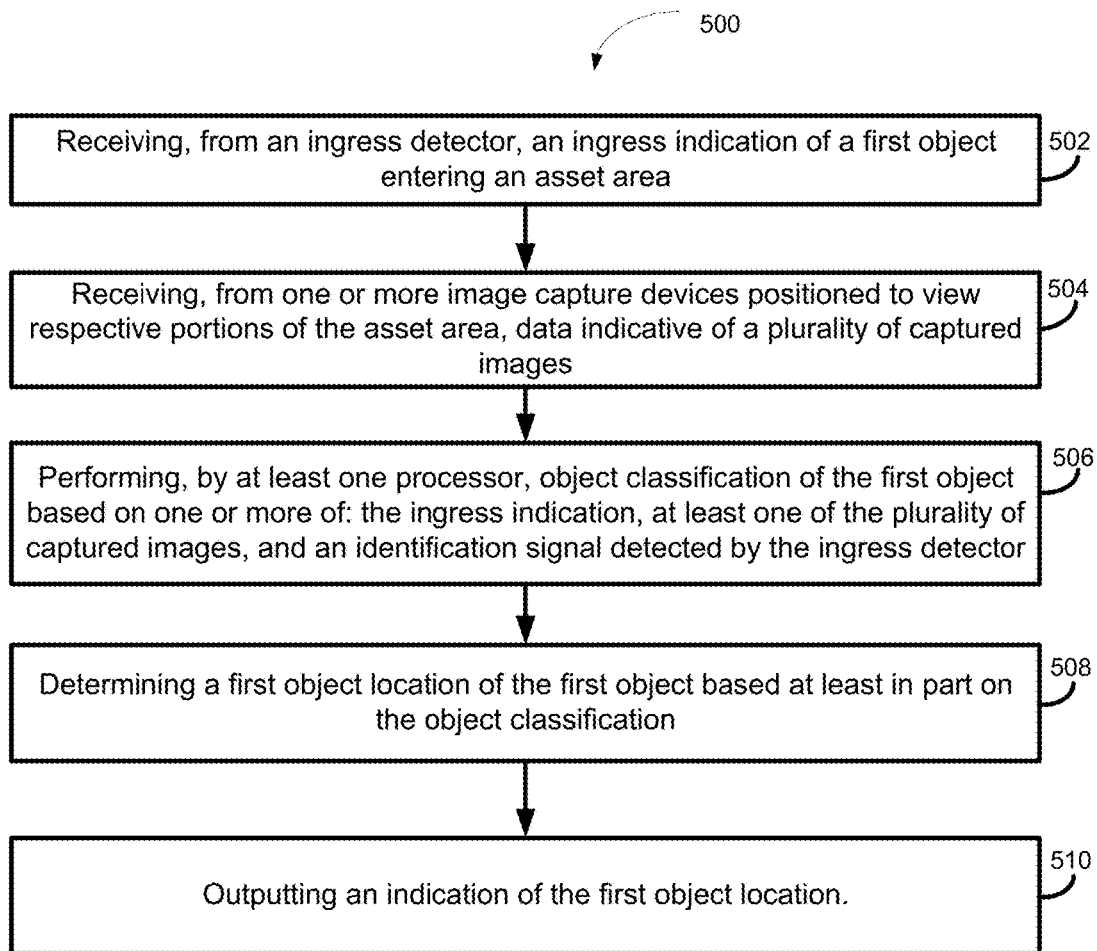 500
Receiving, from an ingress detector, an ingress indication of a first object
entering an asset area
502
Receiving, from one or more image capture devices positioned to view
respective portions of the asset area, data indicative of a plurality of captured
images
504
Performing, by at least one processor, object classification of the first object
based on one or more of: the ingress indication, at least one of the plurality of
captured images, and an identification signal detected by the ingress detector
506
Determining a first object location of the first object based at least in part on
the object classification
508
Outputting an indication of the first object location.
510